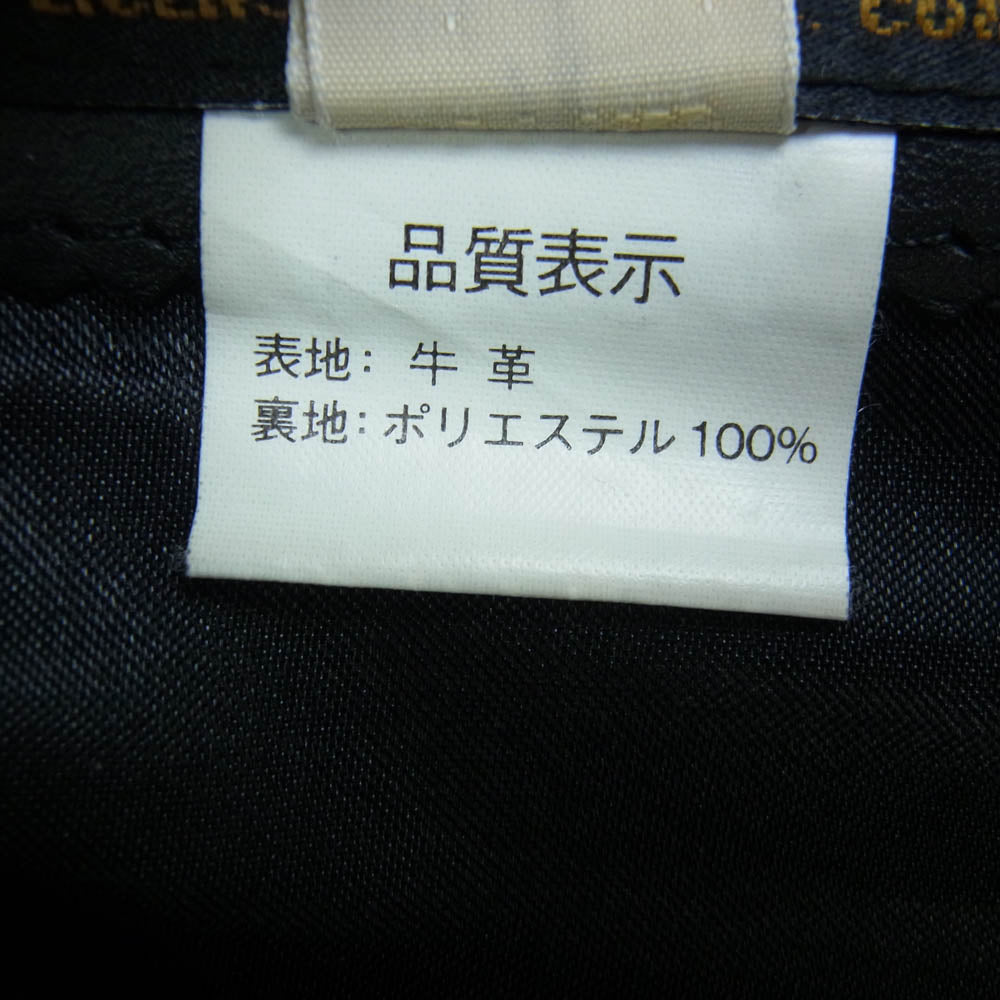 品質表示
表地: 牛 革
裏地: ポリエステル 100%